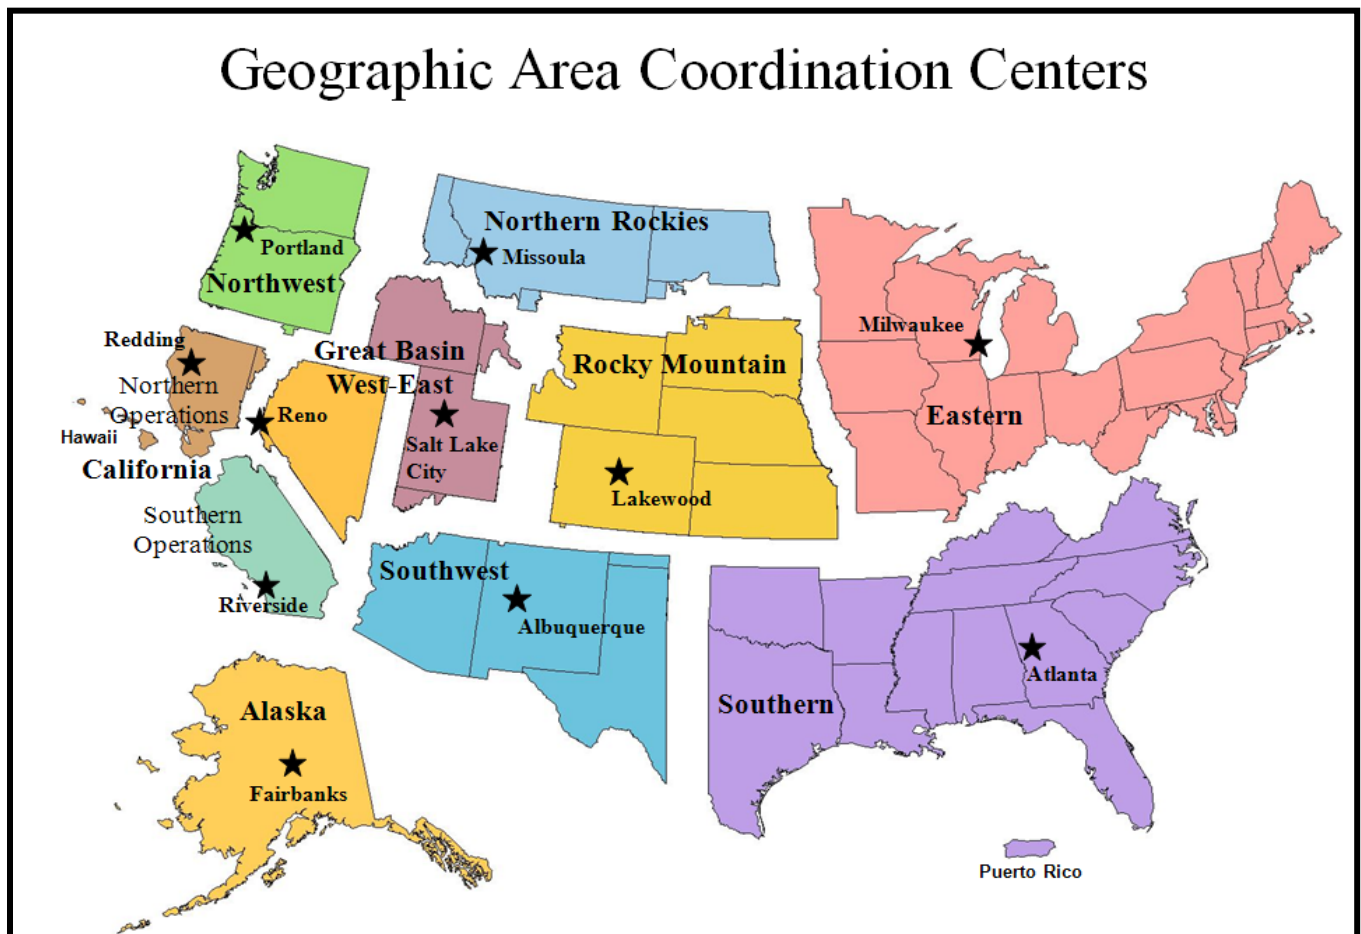 Geographic Area Coordination Centers
Portland
Northwest
Northern Rockies
Missoula
Redding
Northern
Operations
Hawaii
California
Reno
Great Basin
West-East
Salt Lake
City
Rocky Mountain
Lakewood
Milwaukee
Eastern
Southern
Operations
Riverside
Southwest
Albuquerque
Southern
Atlanta
Alaska
Fairbanks
Puerto Rico